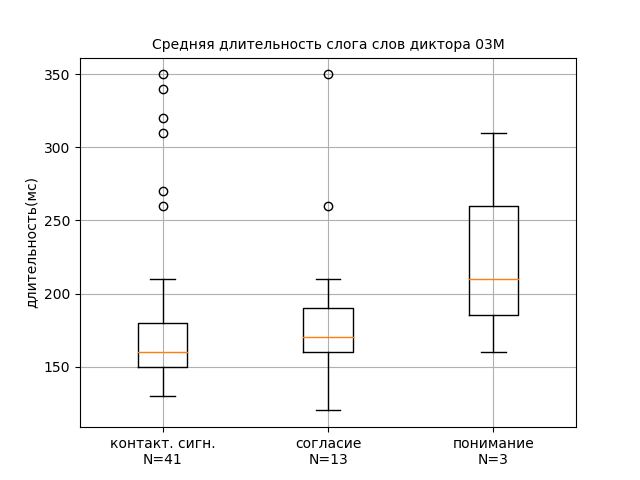 Средняя длительность слога слов диктора 03М
длительность(мс)
350
300
250
200
150
контакт. сигн.
N=41
согласие
N=13
понимание
N=3